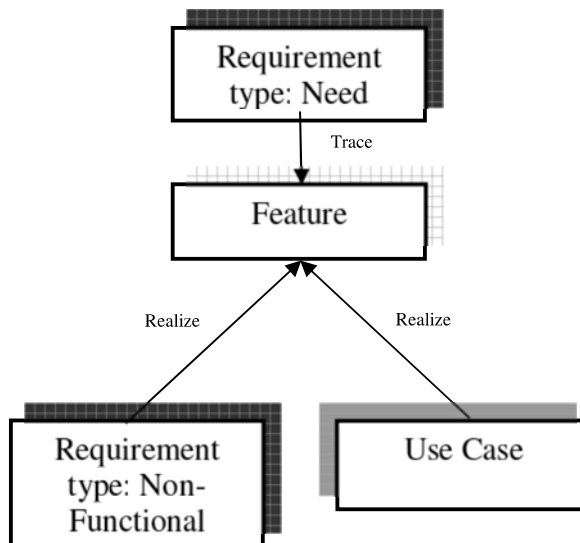 Requirement
type: Need
Trace
Feature
Realize
Realize
Requirement
type: Non-
Functional
Use Case